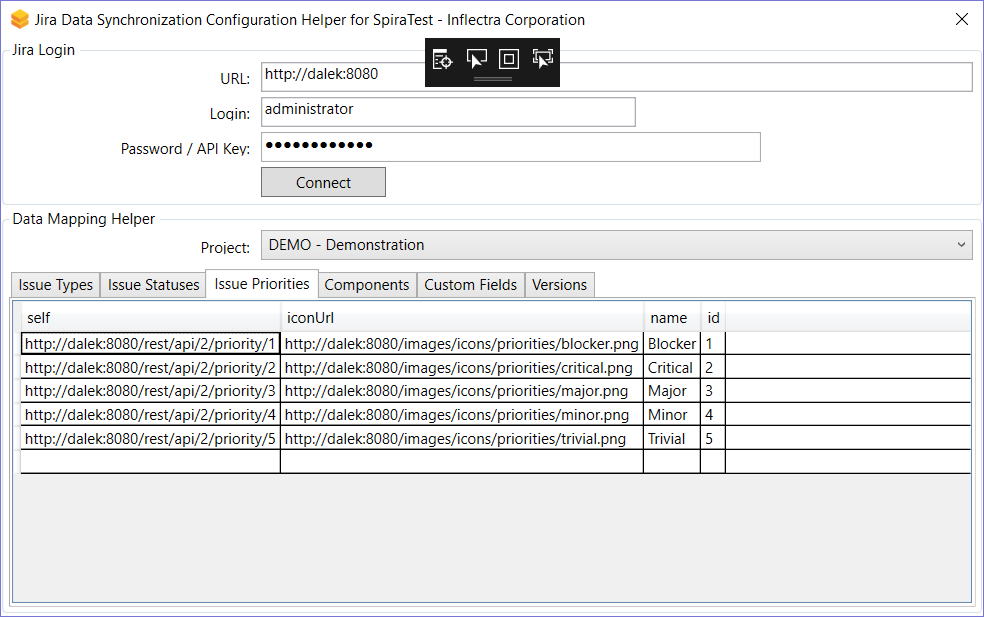 Jira Data Synchronization Configuration Helper for SpiraTest - Inflectra Corporation
Jira Login
URL: http://dalek:8080
Login: administrator
Password / API Key: ●●●●●●●●●●●●
Connect
Data Mapping Helper
Project: DEMO - Demonstration
Issue Types Issue Statuses Issue Priorities Components Custom Fields Versions
self iconUrl name id
http://dalek:8080/rest/api/2/priority/1 http://dalek:8080/images/icons/priorities/blocker.png Blocker 1
http://dalek:8080/rest/api/2/priority/2 http://dalek:8080/images/icons/priorities/critical.png Critical 2
http://dalek:8080/rest/api/2/priority/3 http://dalek:8080/images/icons/priorities/major.png Major 3
http://dalek:8080/rest/api/2/priority/4 http://dalek:8080/images/icons/priorities/minor.png Minor 4
http://dalek:8080/rest/api/2/priority/5 http://dalek:8080/images/icons/priorities/trivial.png Trivial 5